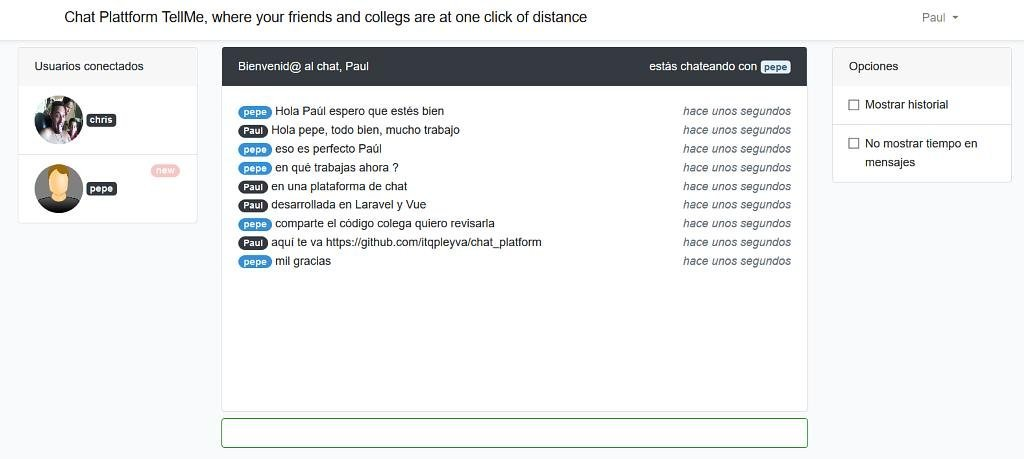 Chat Plattform TellMe, where your friends and collegs are at one click of distance
Paul
Usuarios conectados
chris
new
pepe
Bienvenid@ al chat, Paul estás chateando con pepe
pepe Hola Paúl espero que estés bien hace unos segundos
Paul Hola pepe, todo bien, mucho trabajo hace unos segundos
pepe eso es perfecto Paúl hace unos segundos
pepe en qué trabajas ahora ? hace unos segundos
Paul en una plataforma de chat hace unos segundos
Paul desarrollada en Laravel y Vue hace unos segundos
pepe comparte el código colega quiero revisarla hace unos segundos
Paul aquí te va https://github.com/itqpleyva/chat_platform hace unos segundos
pepe mil gracias hace unos segundos
Opciones
Mostrar historial
No mostrar tiempo en
mensajes